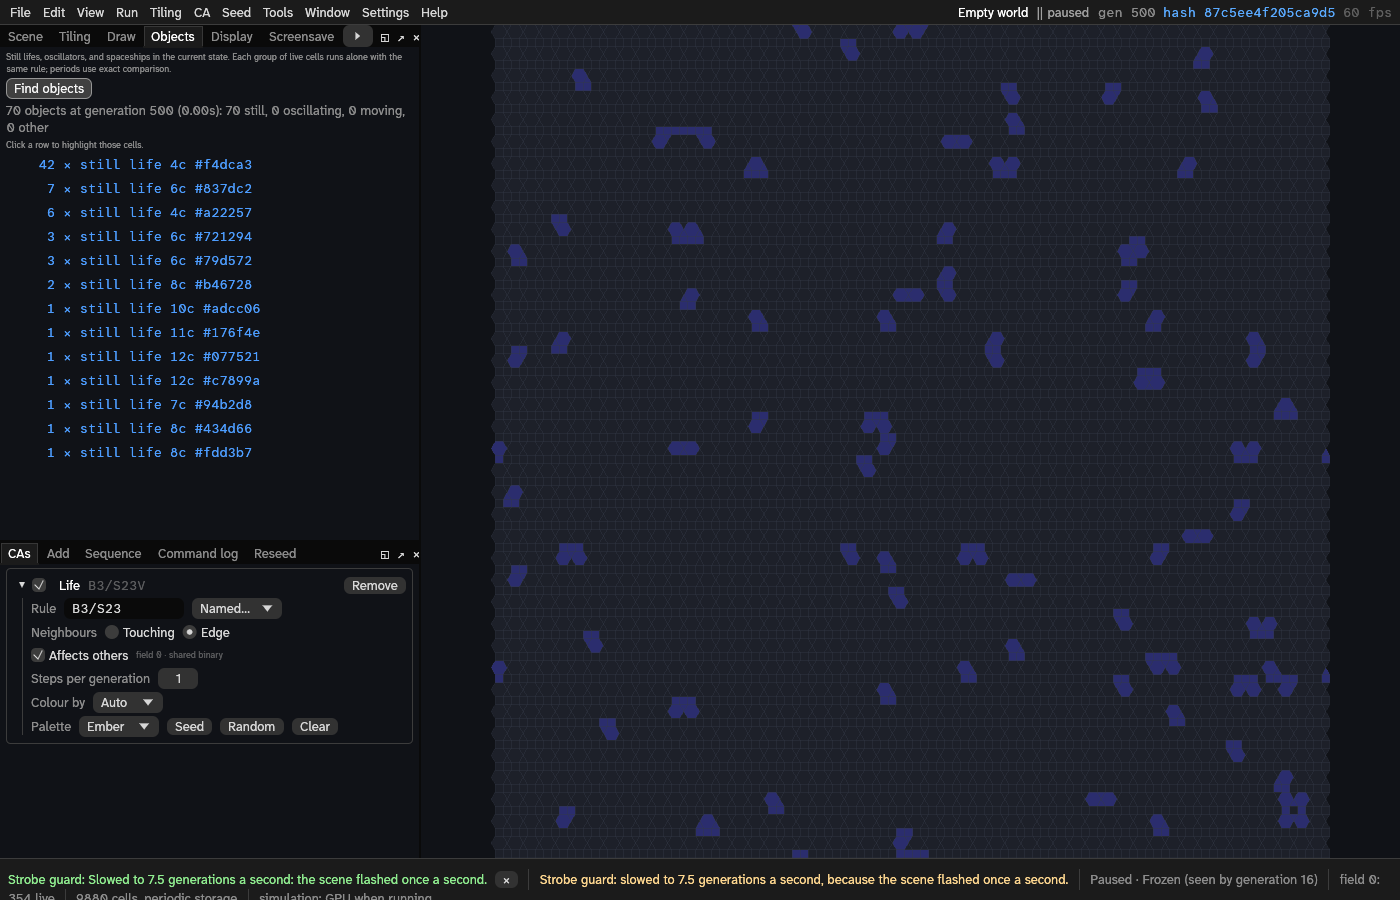 File Edit View Run Tiling CA Seed Tools Window Settings Help
Empty world || paused gen 500 hash 87c5ee4f205ca9d5 60 fps
Scene Tiling Draw Objects Display Screensave
Still lifes, oscillators, and spaceships in the current state. Each group of live cells runs alone with the
same rule; periods use exact comparison.
Find objects
70 objects at generation 500 (0.00s): 70 still, 0 oscillating, 0 moving,
0 other
Click a row to highlight those cells.
42 × still life 4c #f4dca3
7 × still life 6c #837dc2
6 × still life 4c #a22257
3 × still life 6c #721294
3 × still life 6c #79d572
2 × still life 8c #b46728
1 × still life 10c #adcc06
1 × still life 11c #176f4e
1 × still life 12c #077521
1 × still life 12c #c7899a
1 × still life 7c #94b2d8
1 × still life 8c #434d66
1 × still life 8c #fdd3b7
CAs Add Sequence Command log Reseed
Life B3/S23V Remove
Rule B3/S23 Named...
Neighbours Touching Edge
Affects others field 0 · shared binary
Steps per generation 1
Colour by Auto
Palette Ember Seed Random Clear
Strobe guard: Slowed to 7.5 generations a second: the scene flashed once a second. × Strobe guard: slowed to 7.5 generations a second, because the scene flashed once a second. Paused · Frozen (seen by generation 16) field 0:
354 live 9880 cells, periodic storage simulation: GPU when running